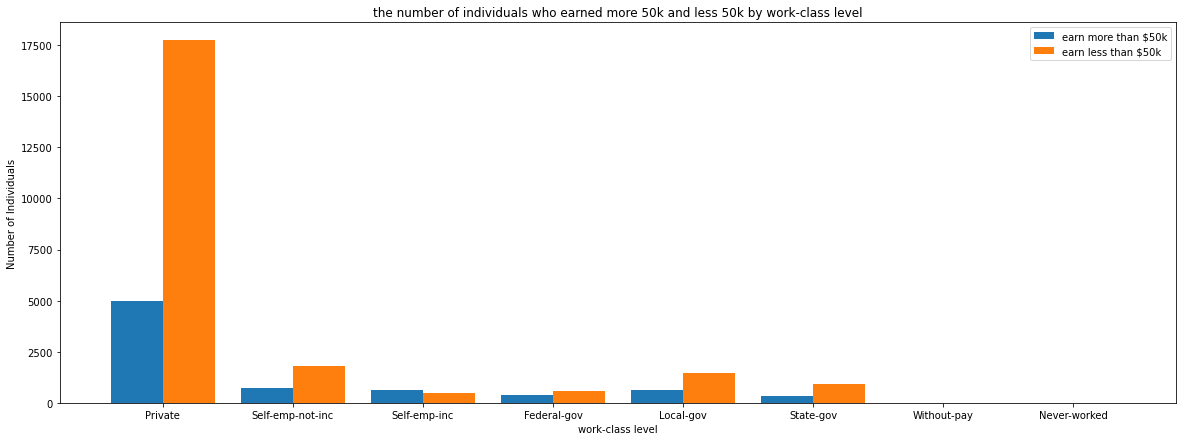 the number of individuals who earned more 50k and less 50k by work-class level
earn more than $50k
earn less than $50k
17500
15000
12500
10000
7500
5000
2500
0
Number of Individuals
Private Self-emp-not-inc Self-emp-inc Federal-gov Local-gov State-gov Without-pay Never-worked
work-class level